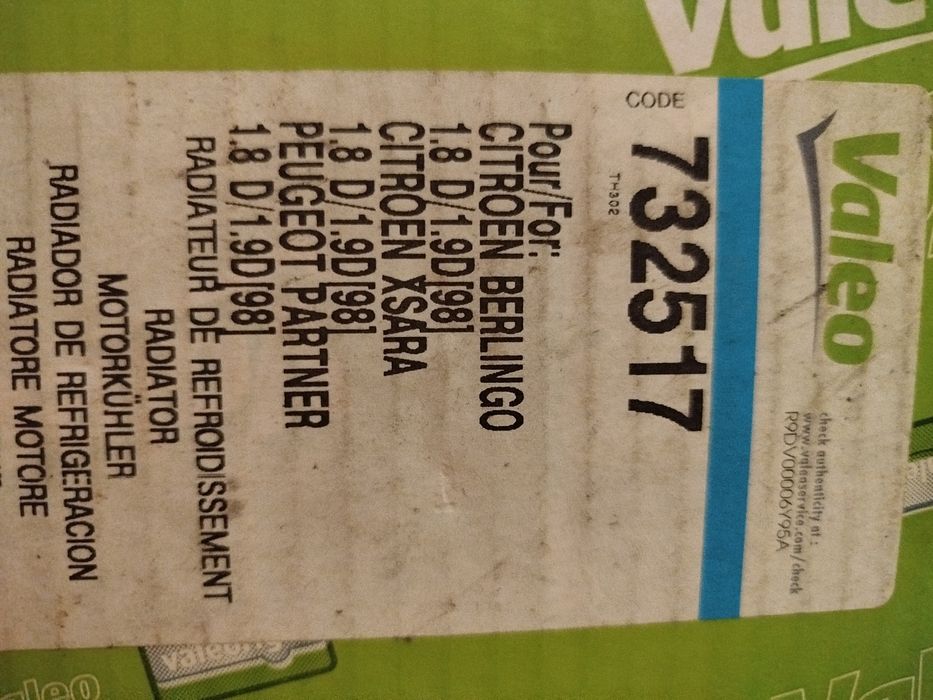 Valeo
check authenticity at :
www.valeoservice.com/check
R9DV00006Y95A
CODE
732517
TH302
Pour/For:
CITROEN BERLINGO
1.8 D/1.9D[98]
CITROEN XSARA
1.8 D/1.9D[98]
PEUGEOT PARTNER
1.8 D/1.9D[98]
RADIATEUR DE REFROIDISSEMENT
RADIATOR
MOTORKÜHLER
RADIADOR DE REFRIGERACION
RADIATORE MOTORE